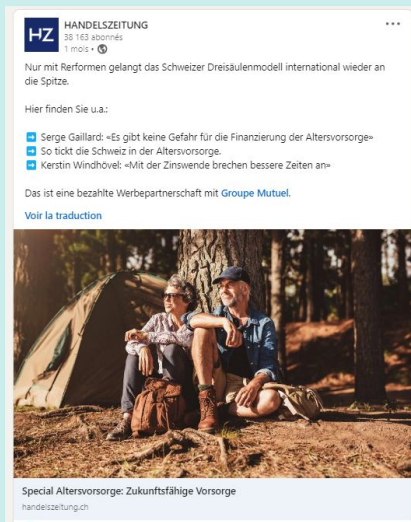 HZ
HANDELSZEITUNG
38 163 abonnés
1 mois •
Nur mit Rerformen gelangt das Schweizer Dreisäulenmodell international wieder an
die Spitze.
Hier finden Sie u.a.:
➡ Serge Gaillard: «Es gibt keine Gefahr für die Finanzierung der Altersvorsorge»
➡ So tickt die Schweiz in der Altersvorsorge.
➡ Kerstin Windhövel: «Mit der Zinswende brechen bessere Zeiten an»
Das ist eine bezahlte Werbepartnerschaft mit Groupe Mutuel.
Voir la traduction
Special Altersvorsorge: Zukunftsfähige Vorsorge
handelszeitung.ch